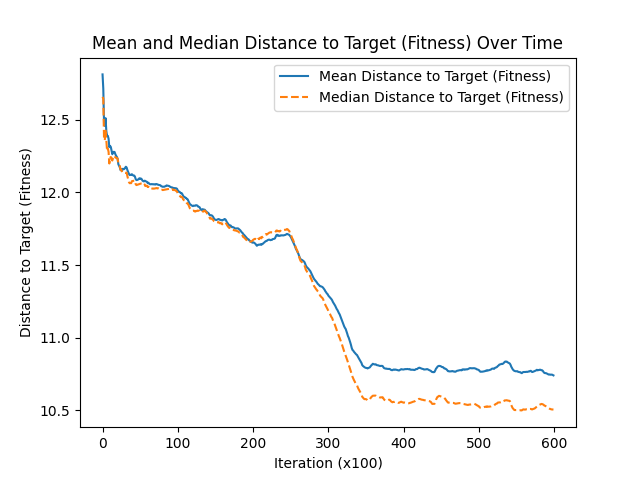 Mean and Median Distance to Target (Fitness) Over Time
Mean Distance to Target (Fitness)
Median Distance to Target (Fitness)
Distance to Target (Fitness)
12.5
12.0
11.5
11.0
10.5
0 100 200 300 400 500 600
Iteration (x100)